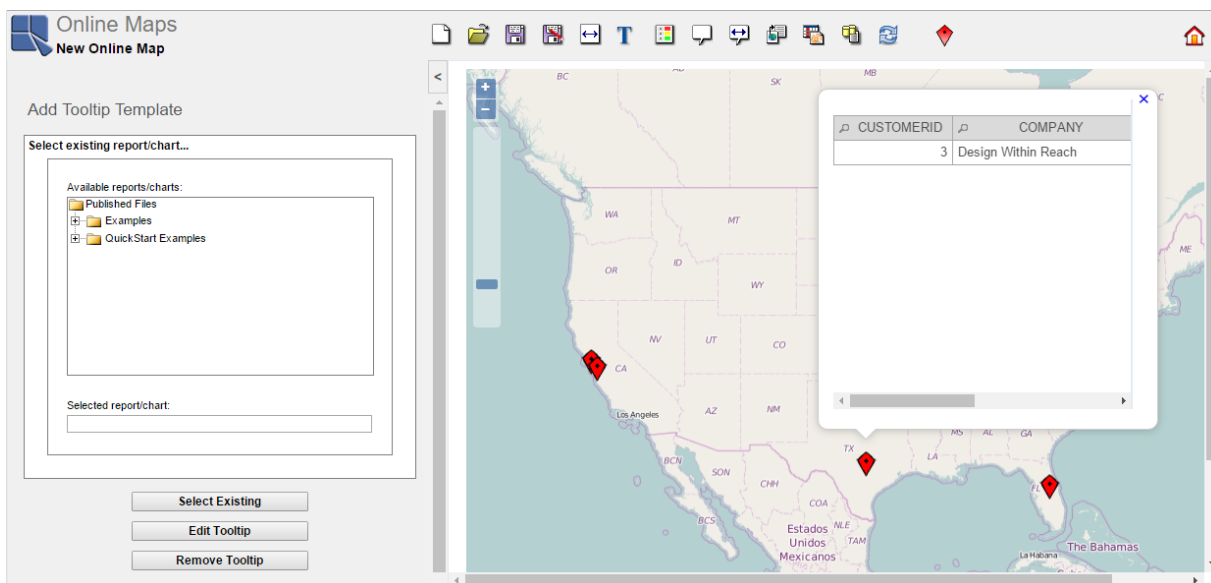 Online Maps
New Online Map
T
<
Add Tooltip Template
Select existing report/chart...
Available reports/charts:
Published Files
Examples
QuickStart Examples
Selected report/chart:
Select Existing
Edit Tooltip
Remove Tooltip
+
−
BC
SK
MB
CUSTOMERID
COMPANY
3
Design Within Reach
WA
MT
ME
OR
ID
WY
NV
UT
CO
CA
Los Angeles
AZ
NM
MS
AL
GA
TX
LA
FL
BCN
SON
CHH
COA
BCS
NLE
TAM
Estados
Unidos
Mexicanos
La Habana
The Bahamas